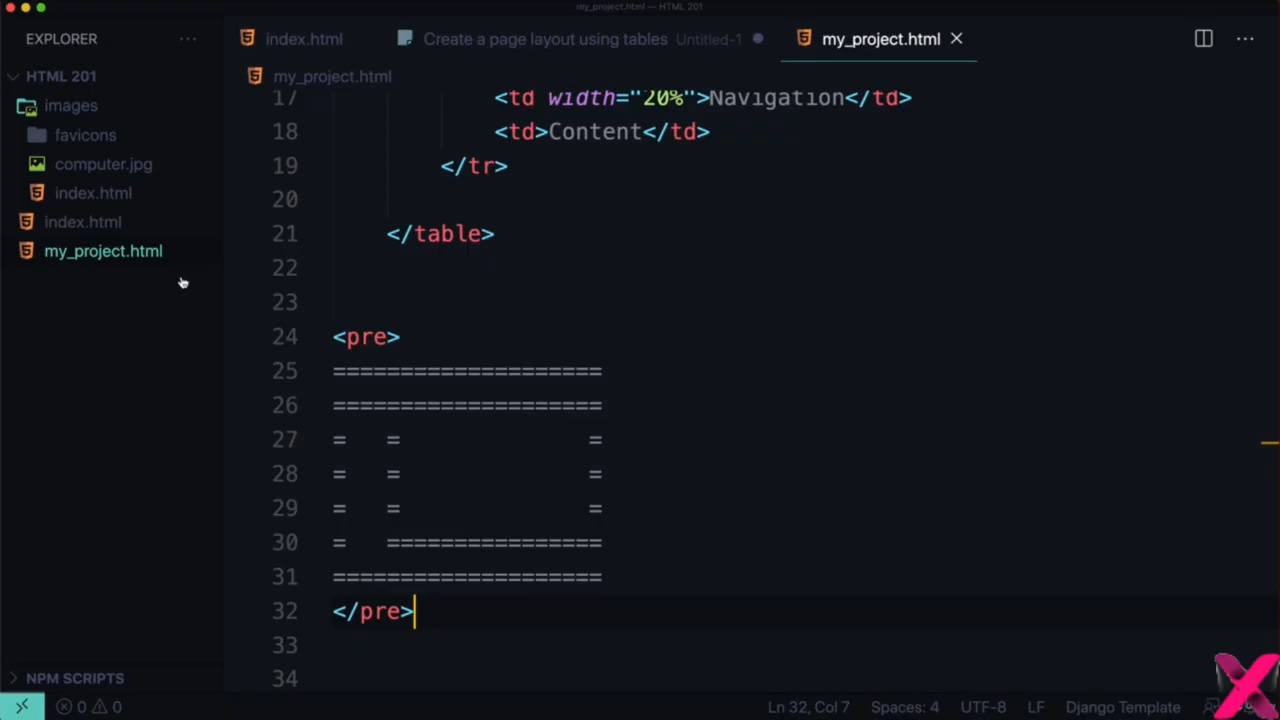 my_project.html — HTML 201
EXPLORER ···
index.html Create a page layout using tables Untitled-1 my_project.html
HTML 201
images
favicons
computer.jpg
index.html
index.html
my_project.html
NPM SCRIPTS
my_project.html
17 <td width="20%">Navigation</td>
18 <td>Content</td>
19 </tr>
20
21 </table>
22
23
24 <pre>
25 ====================
26 ====================
27 =   =              =
28 =   =              =
29 =   =              =
30 =   ================
31 ====================
32 </pre>
33
34
0 0 Ln 32, Col 7 Spaces: 4 UTF-8 LF Django Template
X